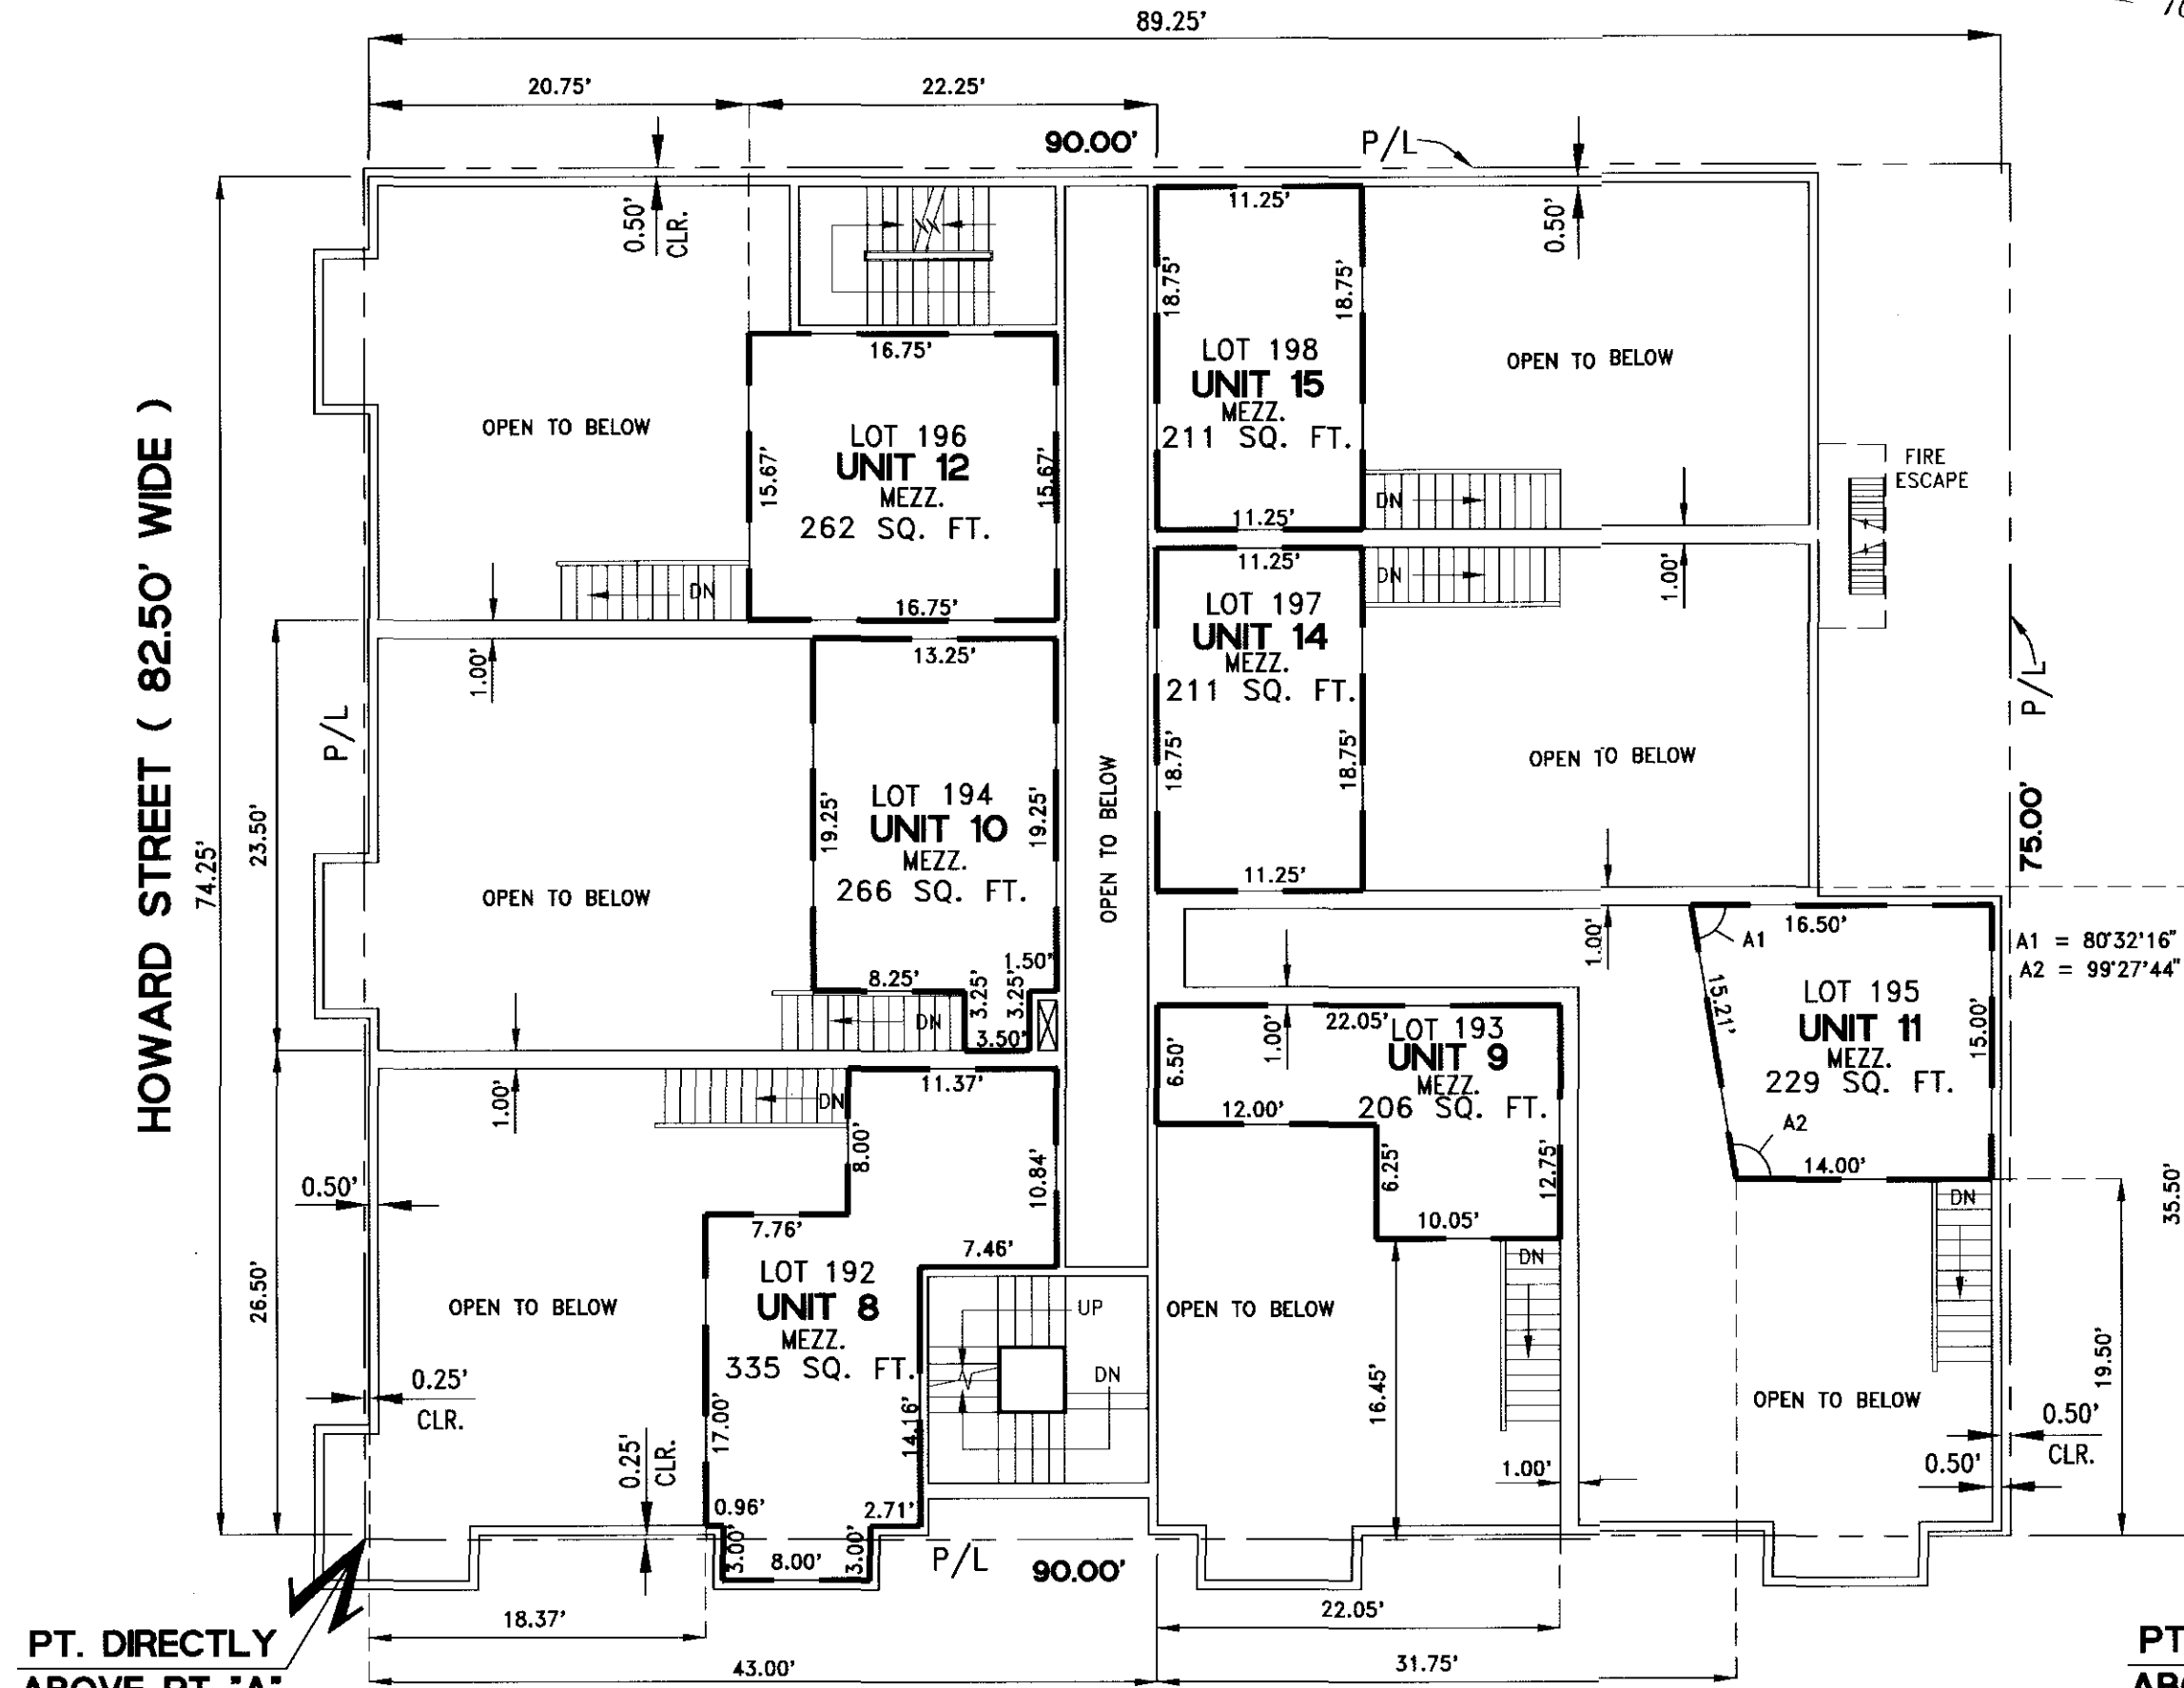 89.25'
20.75'
22.25'
90.00'
P/L
0.50'
CLR.
0.50'
11.25'
18.75'
18.75'
LOT 198
UNIT 15
MEZZ.
211 SQ. FT.
11.25'
OPEN TO BELOW
DN
FIRE
ESCAPE
HOWARD STREET ( 82.50' WIDE )
74.25'
OPEN TO BELOW
16.75'
15.67'
15.67'
LOT 196
UNIT 12
MEZZ.
262 SQ. FT.
16.75'
DN
11.25'
DN
1.00'
LOT 197
UNIT 14
MEZZ.
211 SQ. FT.
18.75'
18.75'
11.25'
OPEN TO BELOW
P/L
75.00'
P/L
23.50'
1.00'
13.25'
19.25'
19.25'
LOT 194
UNIT 10
MEZZ.
266 SQ. FT.
8.25'
1.50'
3.25'
3.25'
3.50'
DN
OPEN TO BELOW
OPEN TO BELOW
1.00'
16.50'
A1
A1 = 80°32'16"
A2 = 99°27'44"
15.21'
LOT 195
UNIT 11
MEZZ.
229 SQ. FT.
15.00'
A2
14.00'
DN
35.50'
22.05'
1.00'
LOT 193
UNIT 9
MEZZ.
206 SQ. FT.
6.50'
12.00'
6.25'
12.75'
10.05'
DN
1.00'
11.37'
DN
8.00'
10.84'
7.76'
7.46'
0.50'
26.50'
OPEN TO BELOW
LOT 192
UNIT 8
MEZZ.
335 SQ. FT.
UP
DN
OPEN TO BELOW
16.45'
19.50'
OPEN TO BELOW
0.25'
CLR.
0.25'
CLR.
17.00'
14.16'
0.96'
2.71'
3.00'
3.00'
8.00'
1.00'
0.50'
0.50'
CLR.
P/L
90.00'
18.37'
22.05'
43.00'
31.75'
PT. DIRECTLY
ABOVE PT. "A"
PT